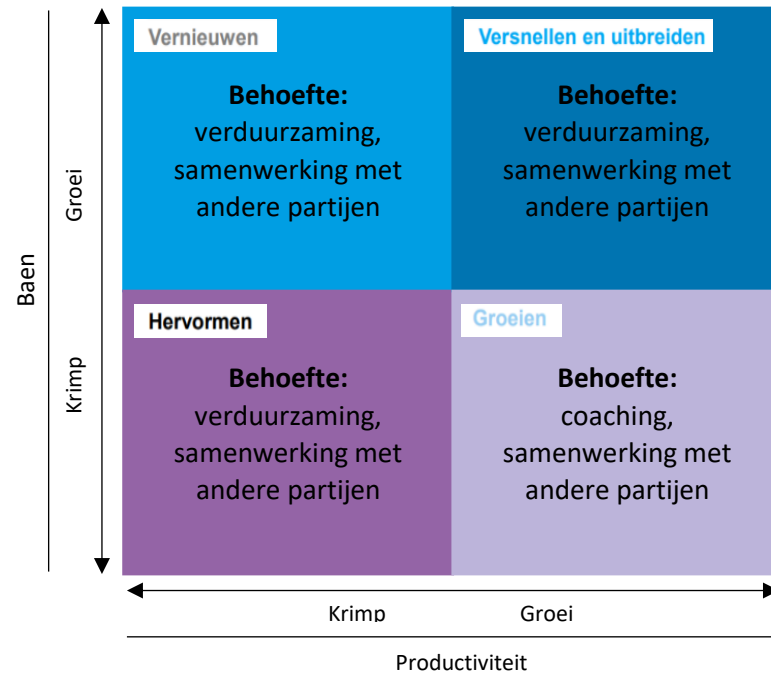 Vernieuwen
Behoefte:
verduurzaming,
samenwerking met
andere partijen
Versnellen en uitbreiden
Behoefte:
verduurzaming,
samenwerking met
andere partijen
Hervormen
Behoefte:
verduurzaming,
samenwerking met
andere partijen
Groeien
Behoefte:
coaching,
samenwerking met
andere partijen
Baen
Groei
Krimp
Krimp
Groei
Productiviteit